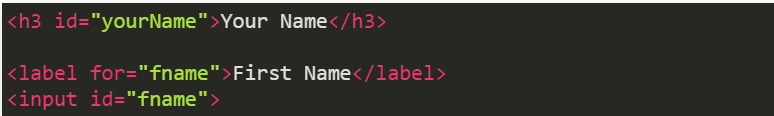 <h3 id="yourName">Your Name</h3>
<label for="fname">First Name</label>
<input id="fname">